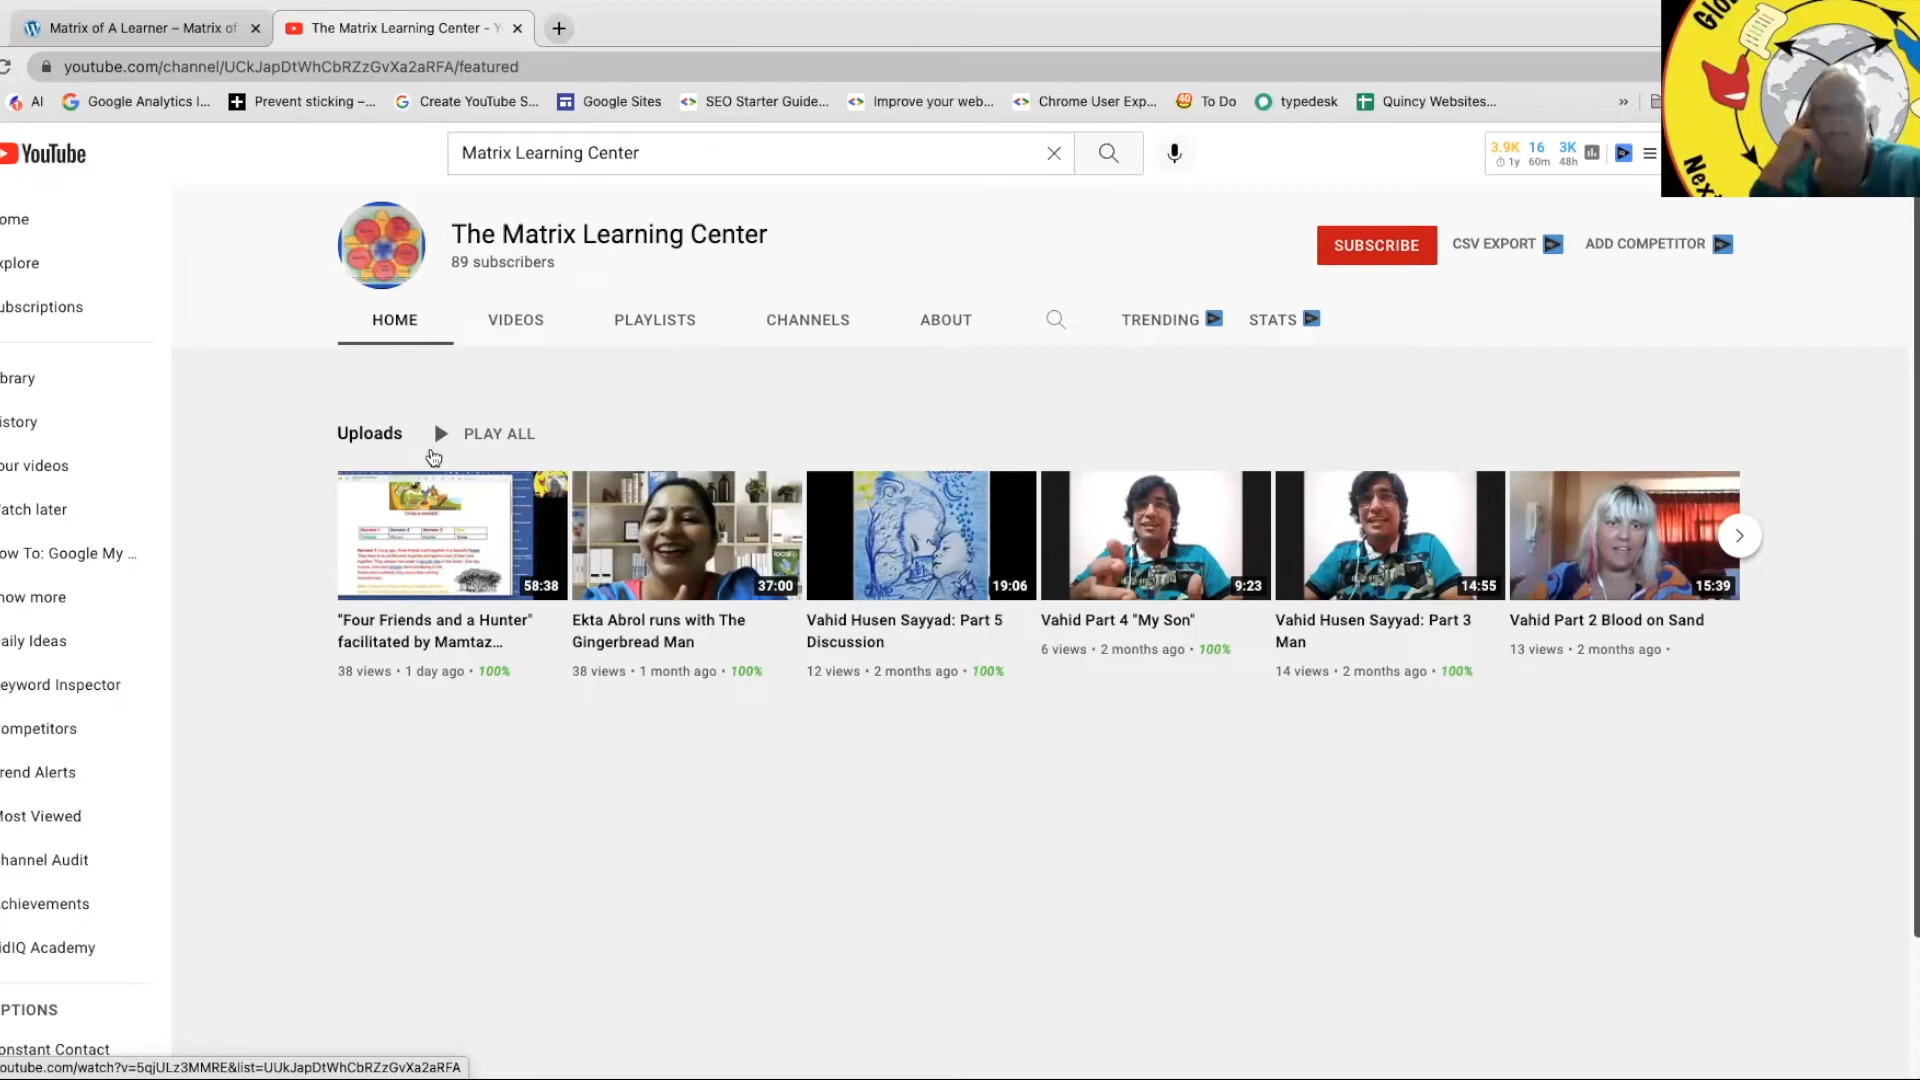 Matrix of A Learner – Matrix of
The Matrix Learning Center - Y
youtube.com/channel/UCkJapDtWhCbRZzGvXa2aRFA/featured
AI
Google Analytics I...
Prevent sticking –...
Create YouTube S...
Google Sites
SEO Starter Guide...
Improve your web...
Chrome User Exp...
To Do
typedesk
Quincy Websites...
»
YouTube
Matrix Learning Center
3.9K 16 3K
1y 60m 48h
Glo
Nex
The Matrix Learning Center
89 subscribers
SUBSCRIBE
CSV EXPORT
ADD COMPETITOR
HOME
VIDEOS
PLAYLISTS
CHANNELS
ABOUT
TRENDING
STATS
ome
xplore
ubscriptions
brary
istory
our videos
atch later
ow To: Google My ...
how more
aily Ideas
eyword Inspector
ompetitors
rend Alerts
ost Viewed
hannel Audit
chievements
idIQ Academy
PTIONS
onstant Contact
Uploads
PLAY ALL
58:38
"Four Friends and a Hunter"
facilitated by Mamtaz...
38 views • 1 day ago • 100%
37:00
Ekta Abrol runs with The
Gingerbread Man
38 views • 1 month ago • 100%
19:06
Vahid Husen Sayyad: Part 5
Discussion
12 views • 2 months ago • 100%
9:23
Vahid Part 4 "My Son"
6 views • 2 months ago • 100%
14:55
Vahid Husen Sayyad: Part 3
Man
14 views • 2 months ago • 100%
15:39
Vahid Part 2 Blood on Sand
13 views • 2 months ago •
outube.com/watch?v=5qjULz3MMRE&list=UUkJapDtWhCbRZzGvXa2aRFA